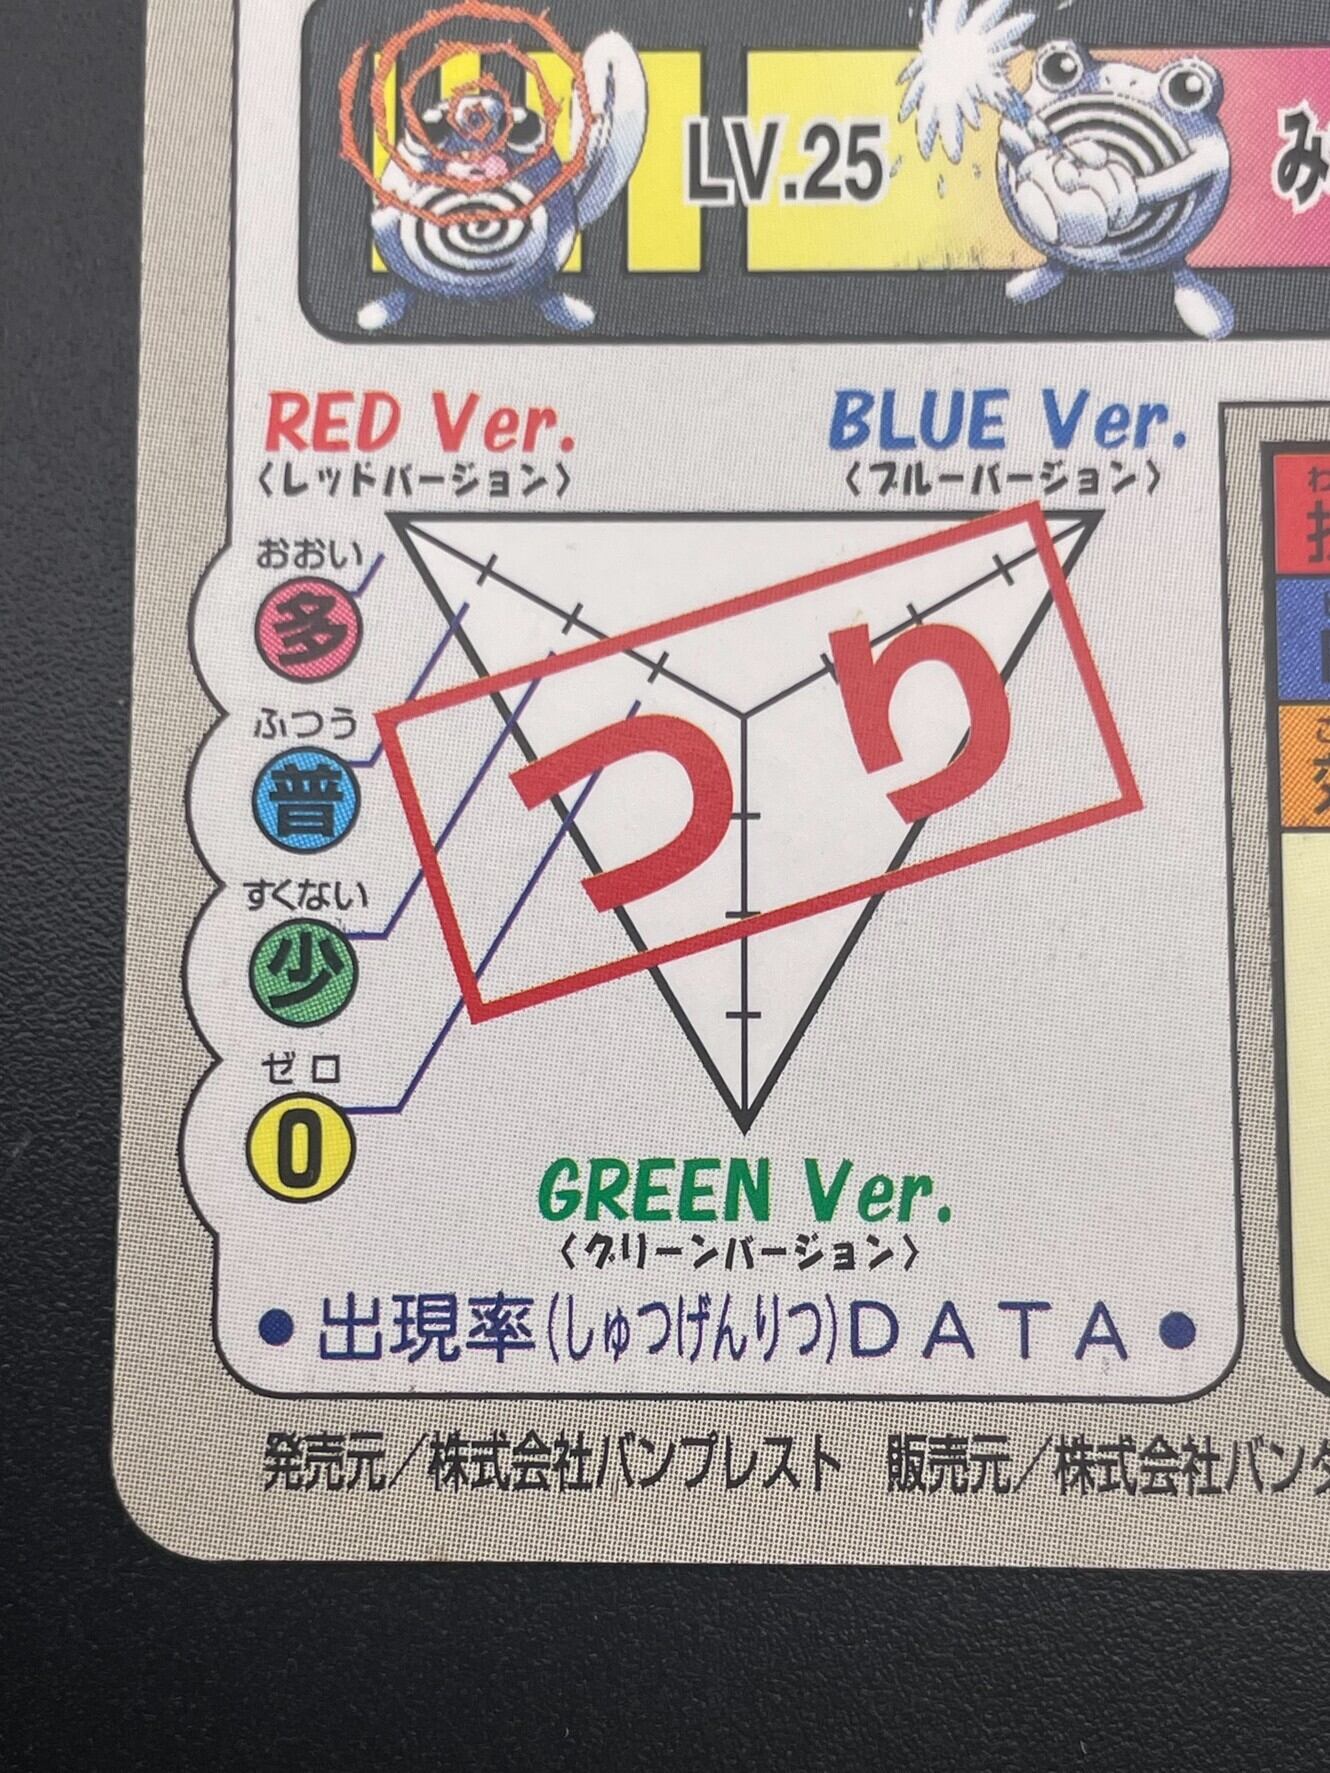 LV.25
み
RED Ver.
〈レッドバージョン〉
BLUE Ver.
〈ブルーバージョン〉
おおい
多
ふつう
普
すくない
少
ゼロ
0
つり
GREEN Ver.
〈グリーンバージョン〉
●出現率(しゅつげんりつ)DATA●
発売元/株式会社バンプレスト 販売元/株式会社バンダ